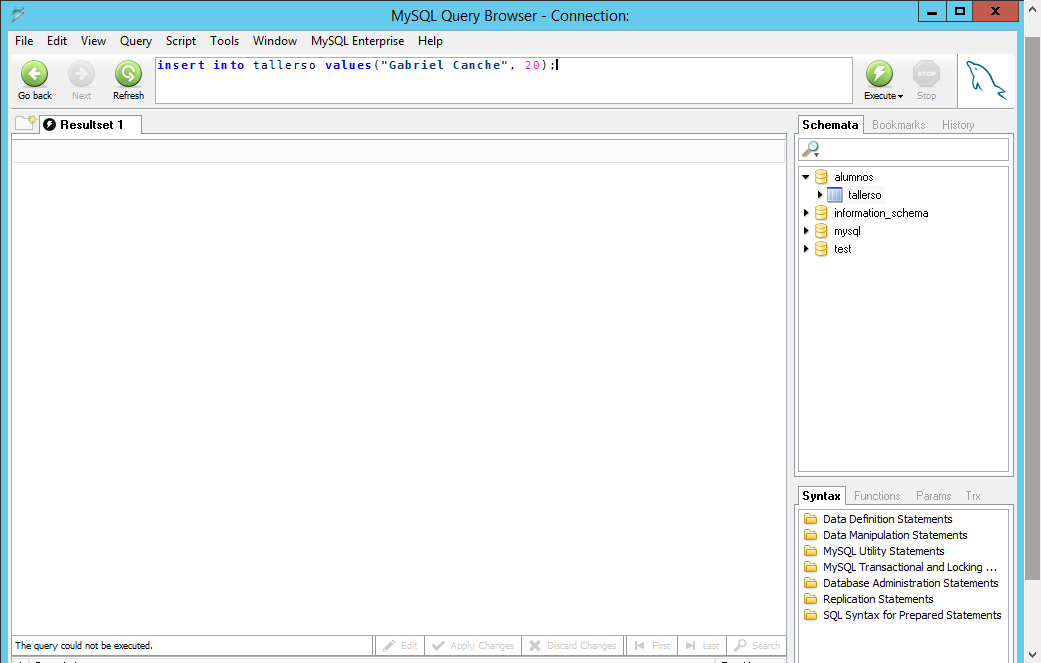 MySQL Query Browser - Connection:
File Edit View Query Script Tools Window MySQL Enterprise Help
insert into tallerso values("Gabriel Canche", 20);
Go back Next Refresh Execute Stop
STOP
Resultset 1
Schemata Bookmarks History
alumnos
tallerso
information_schema
mysql
test
Syntax Functions Params Trx
Data Definition Statements
Data Manipulation Statements
MySQL Utility Statements
MySQL Transactional and Locking ...
Database Administration Statements
Replication Statements
SQL Syntax for Prepared Statements
The query could not be executed. Edit Apply Changes Discard Changes First Last Search